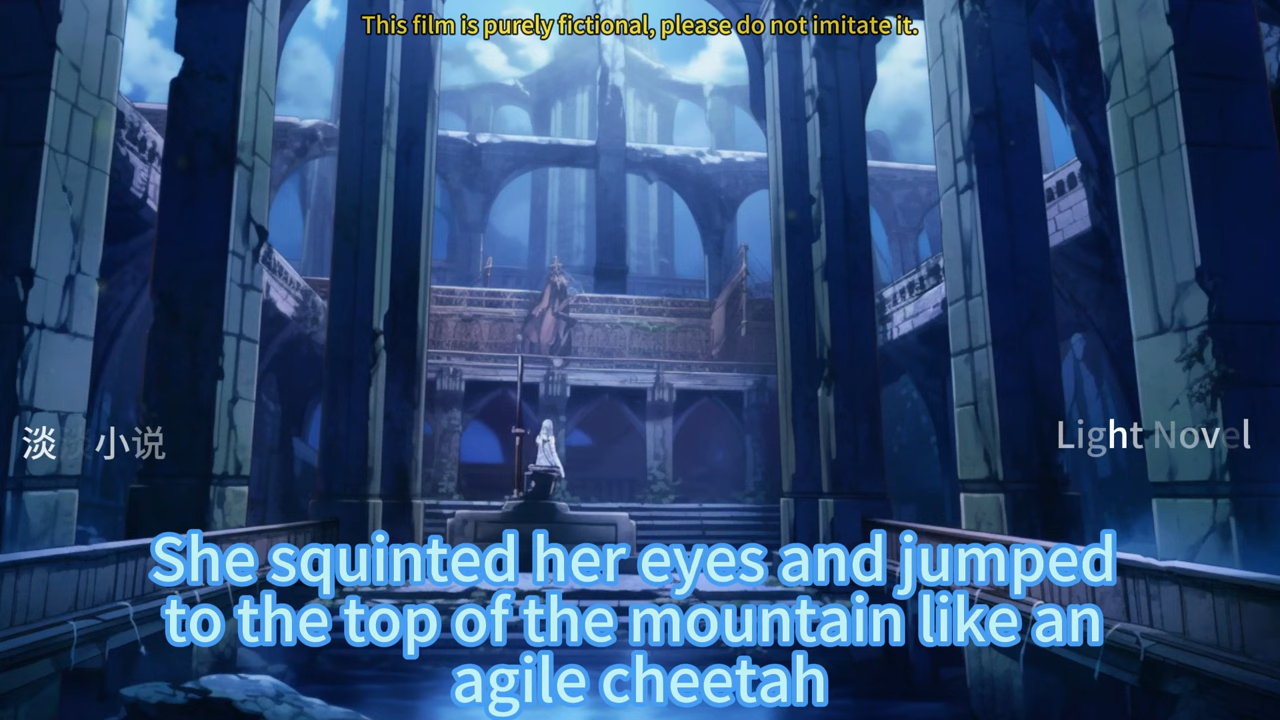 This film is purely fictional, please do not imitate it.
淡淡小说
Light Novel
She squinted her eyes and jumped
to the top of the mountain like an
agile cheetah